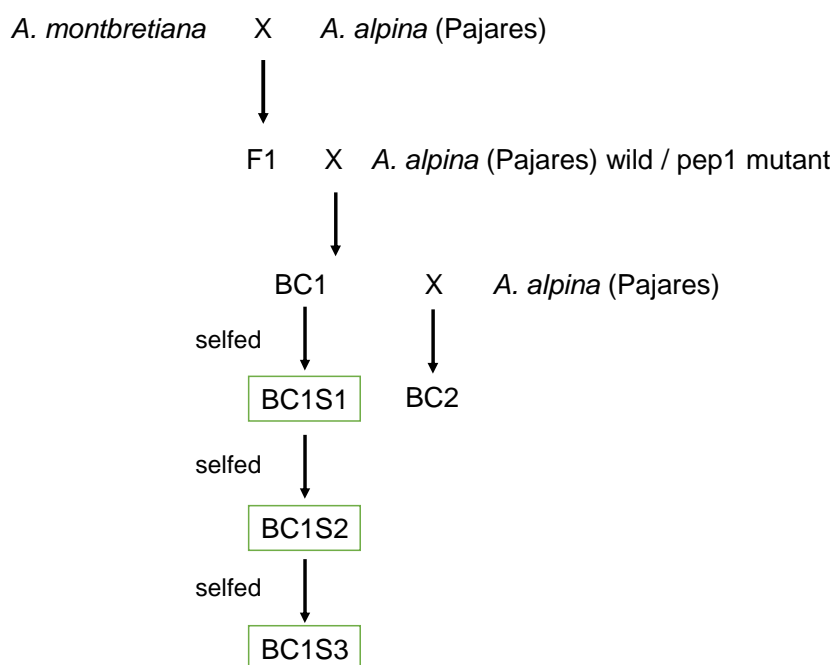 A. montbretiana X A. alpina (Pajares)
F1 X A. alpina (Pajares) wild / pep1 mutant
BC1 X A. alpina (Pajares)
selfed
BC1S1 BC2
selfed
BC1S2
selfed
BC1S3